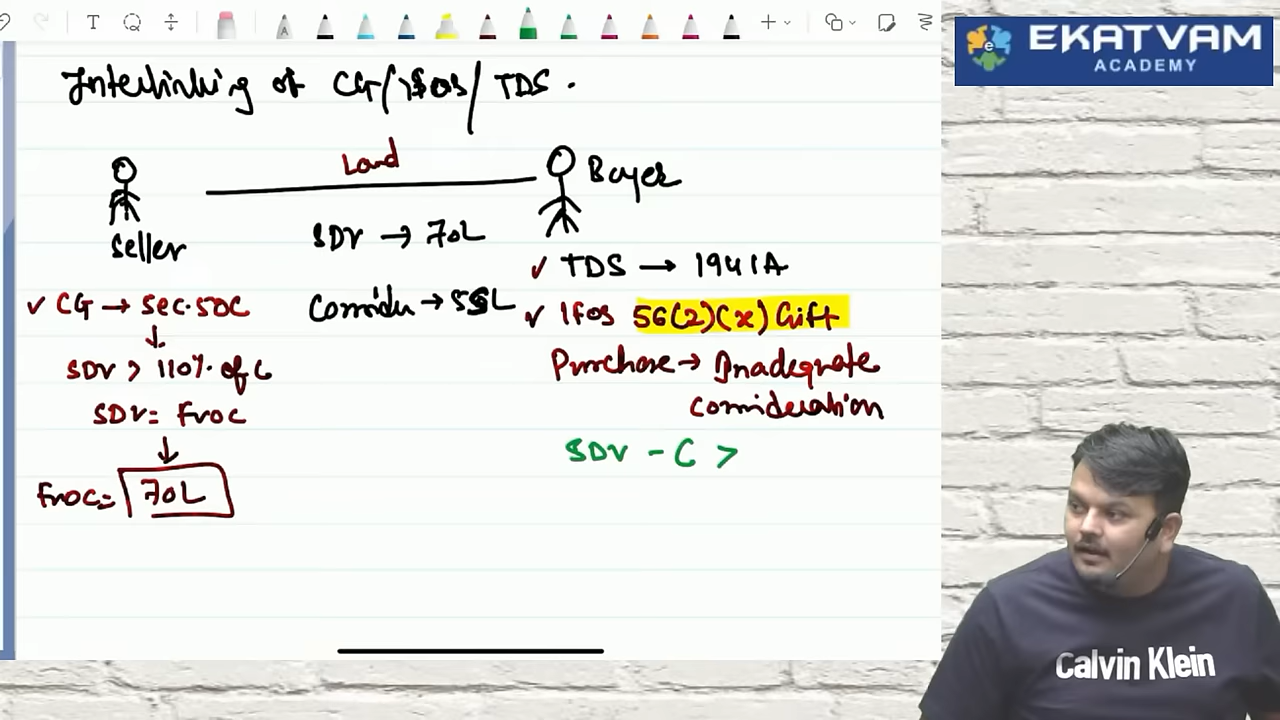 Interlinking of CG/IFOS/TDS.
EKATVAM
ACADEMY
Land
Buyer
Seller
SDV → 70L
✓ TDS → 194IA
✓ CG → Sec.50C
Consider → 55L
✓ IFos 56(2)(x) Gift
SDV > 110% of C
Purchase → Inadequate
consideration
SDV = FVOC
SDV - C >
FVOC = 70L
Calvin Klein